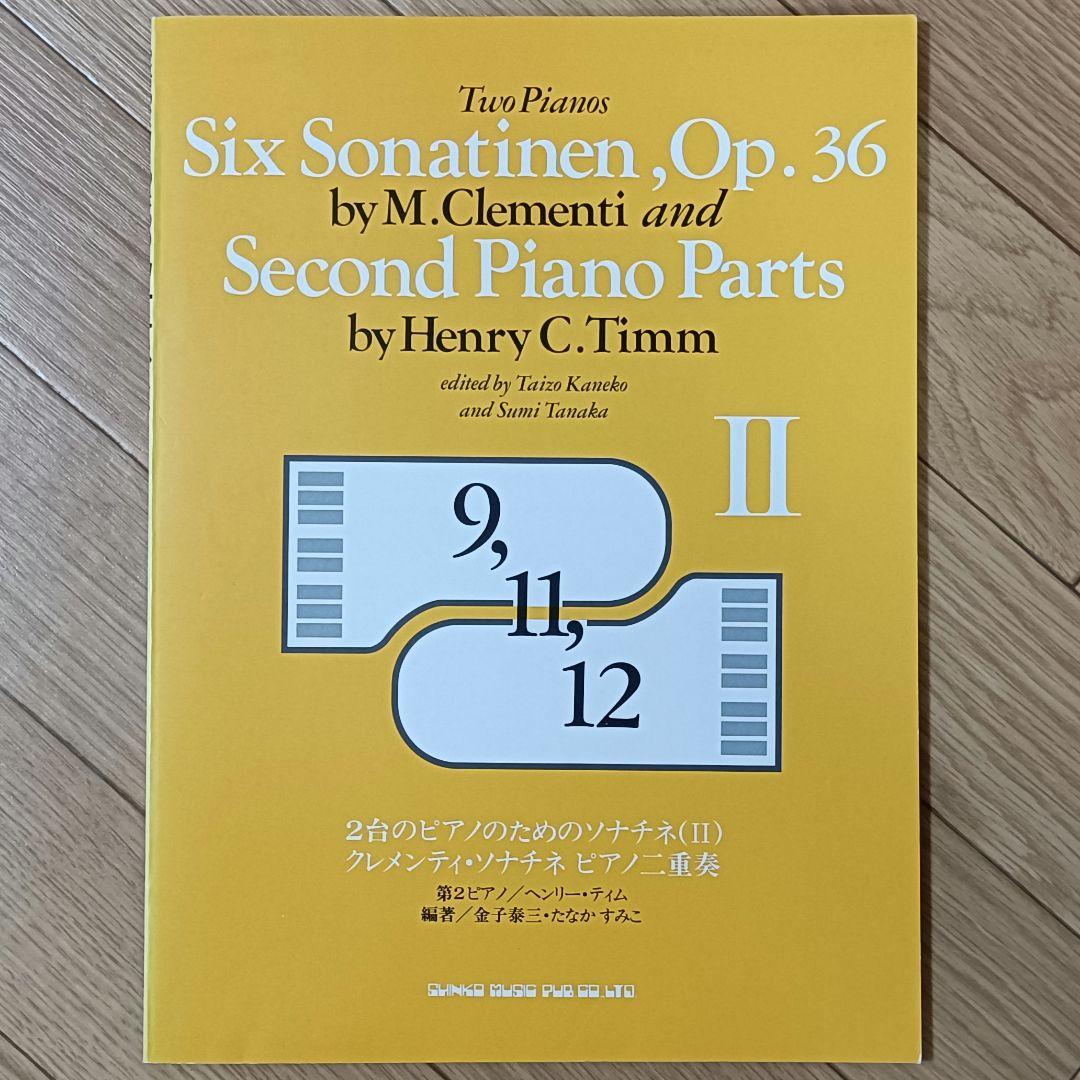 Two Pianos
Six Sonatinen ,Op. 36
by M.Clementi and
Second Piano Parts
by Henry C.Timm
edited by Taizo Kaneko
and Sumi Tanaka
II
9,
11,
12
2台のピアノのためのソナチネ(II)
クレメンティ・ソナチネ ピアノ二重奏
第2ピアノ/ヘンリー・ティム
編著/金子泰三・たなか すみこ
SHINKO MUSIC PUB CO.,LTD.